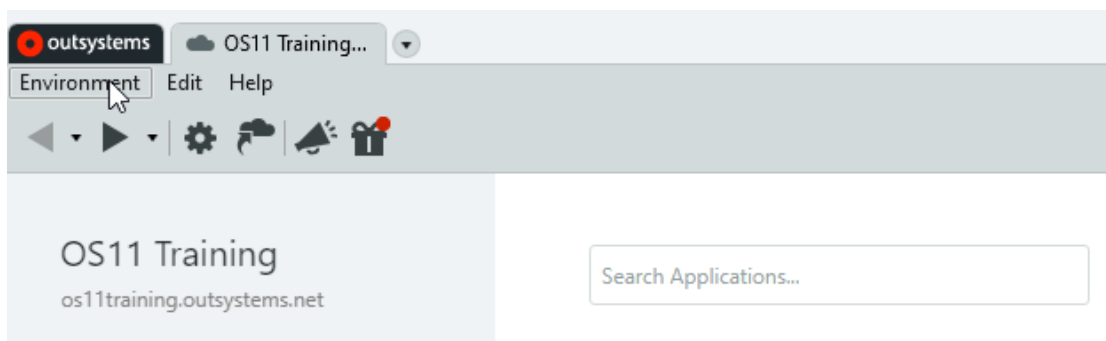 outsystems OS11 Training...
Environment Edit Help
OS11 Training
os11training.outsystems.net
Search Applications...